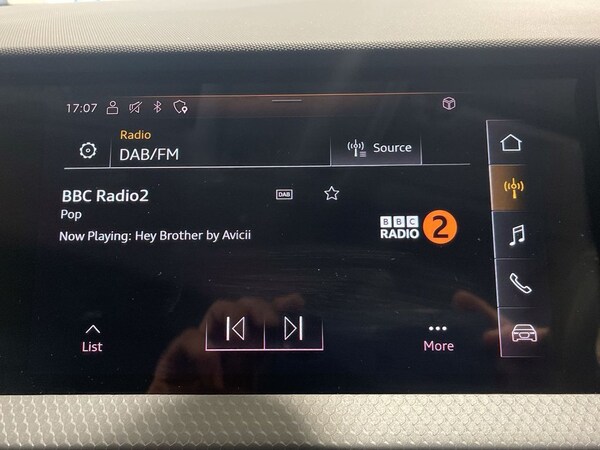 17:07
Radio
DAB/FM
Source
BBC Radio2
DAB
Pop
Now Playing: Hey Brother by Avicii
BBC
RADIO 2
List
More